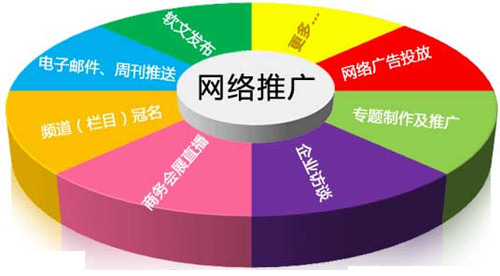 网络推广
更多…
网络广告投放
专题制作及推广
企业访谈
商务会展直播
频道（栏目）冠名
电子邮件、周刊推送
软文发布